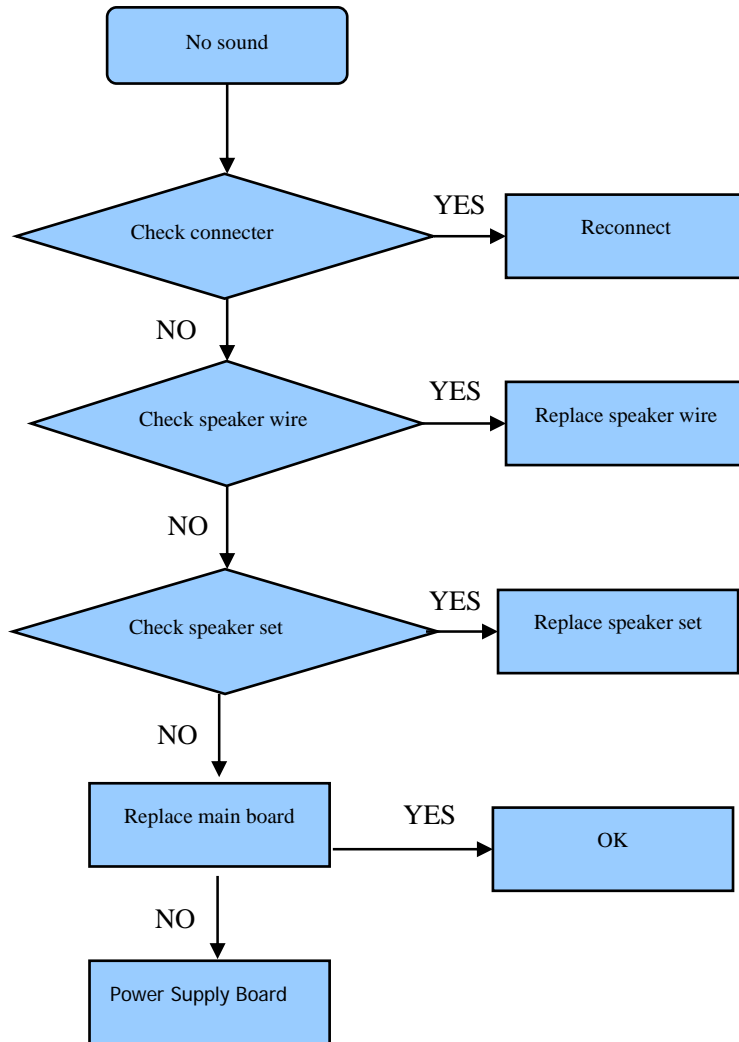 No sound
Check connecter
YES
Reconnect
NO
Check speaker wire
YES
Replace speaker wire
NO
Check speaker set
YES
Replace speaker set
NO
Replace main board
YES
OK
NO
Power Supply Board